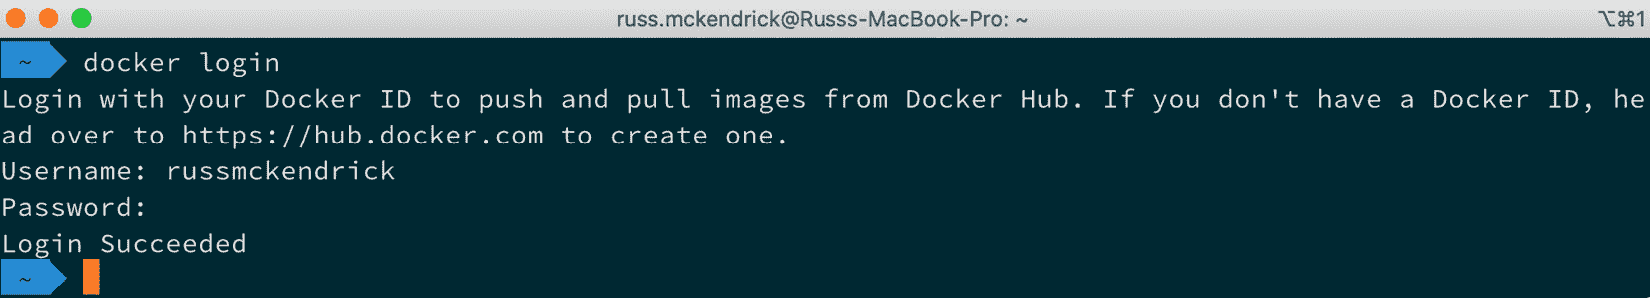 russ.mckendrick@Russs-MacBook-Pro: ~
⌥⌘1
~ docker login
Login with your Docker ID to push and pull images from Docker Hub. If you don't have a Docker ID, he
ad over to https://hub.docker.com to create one.
Username: russmckendrick
Password:
Login Succeeded
~